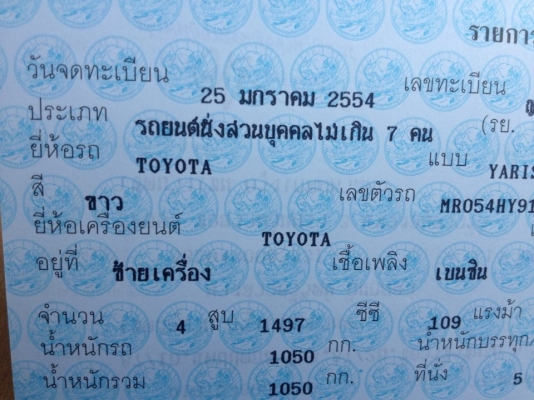 รายการ
วันจดทะเบียน 25 มกราคม 2554 เลขทะเบียน
ประเภท รถยนต์นั่งส่วนบุคคลไม่เกิน 7 คน (รย.
ยี่ห้อรถ TOYOTA แบบ YARIS
สี ขาว เลขตัวรถ MR054HY91
ยี่ห้อเครื่องยนต์ TOYOTA
อยู่ที่ ซ้ายเครื่อง เชื้อเพลิง เบนซิน
จำนวน 4 สูบ 1497 ซีซี 109 แรงม้า
น้ำหนักรถ 1050 กก. น้ำหนักบรรทุก/
น้ำหนักรวม 1050 กก. ที่นั่ง 5